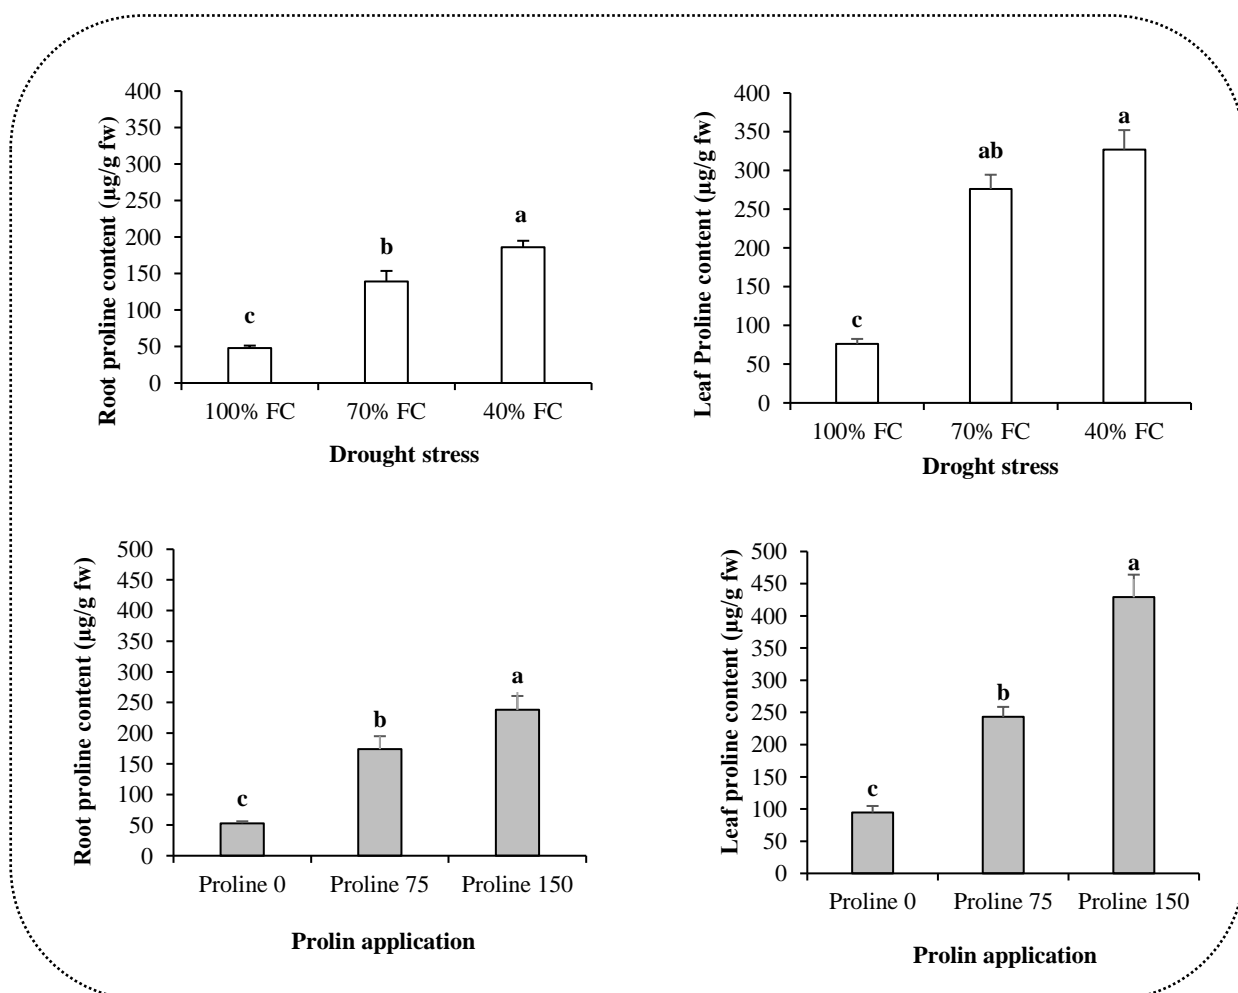 Root proline content (µg/g fw)
400
350
300
250
200
150
100
50
0
c
b
a
100% FC
70% FC
40% FC
Drought stress
Leaf Proline content (µg/g fw)
400
350
300
250
200
150
100
50
0
c
ab
a
100% FC
70% FC
40% FC
Droght stress
Root proline content (µg/g fw)
500
450
400
350
300
250
200
150
100
50
0
c
b
a
Proline 0
Proline 75
Proline 150
Prolin application
Leaf proline content (µg/g fw)
500
450
400
350
300
250
200
150
100
50
0
c
b
a
Proline 0
Proline 75
Proline 150
Prolin application